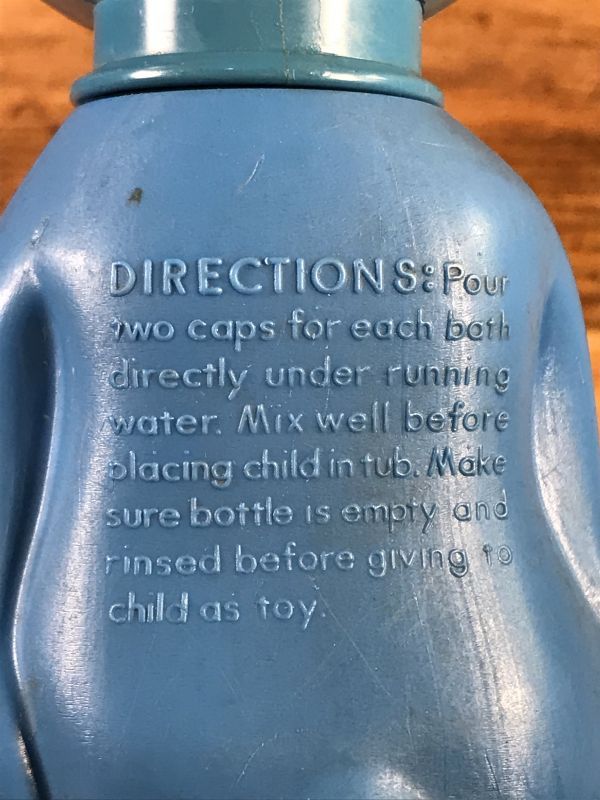 DIRECTIONS: Pour
two caps for each bath
directly under running
water. Mix well before
placing child in tub. Make
sure bottle is empty and
rinsed before giving to
child as toy.